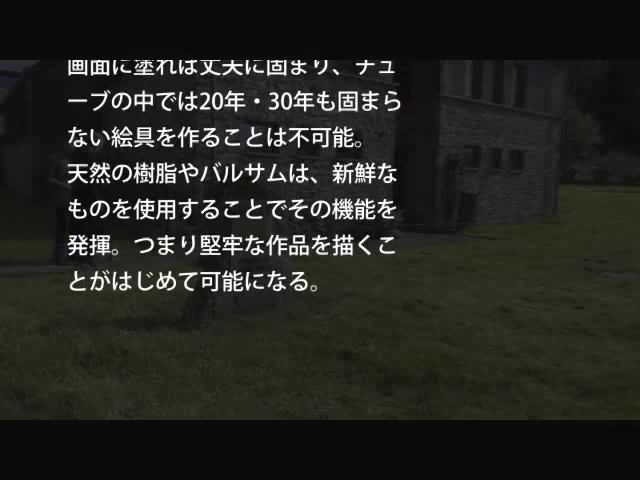 画面に塗れば丈夫に固まり、チュ
ーブの中では20年・30年も固まら
ない絵具を作ることは不可能。
天然の樹脂やバルサムは、新鮮な
ものを使用することでその機能を
発揮。つまり堅牢な作品を描くこ
とがはじめて可能になる。